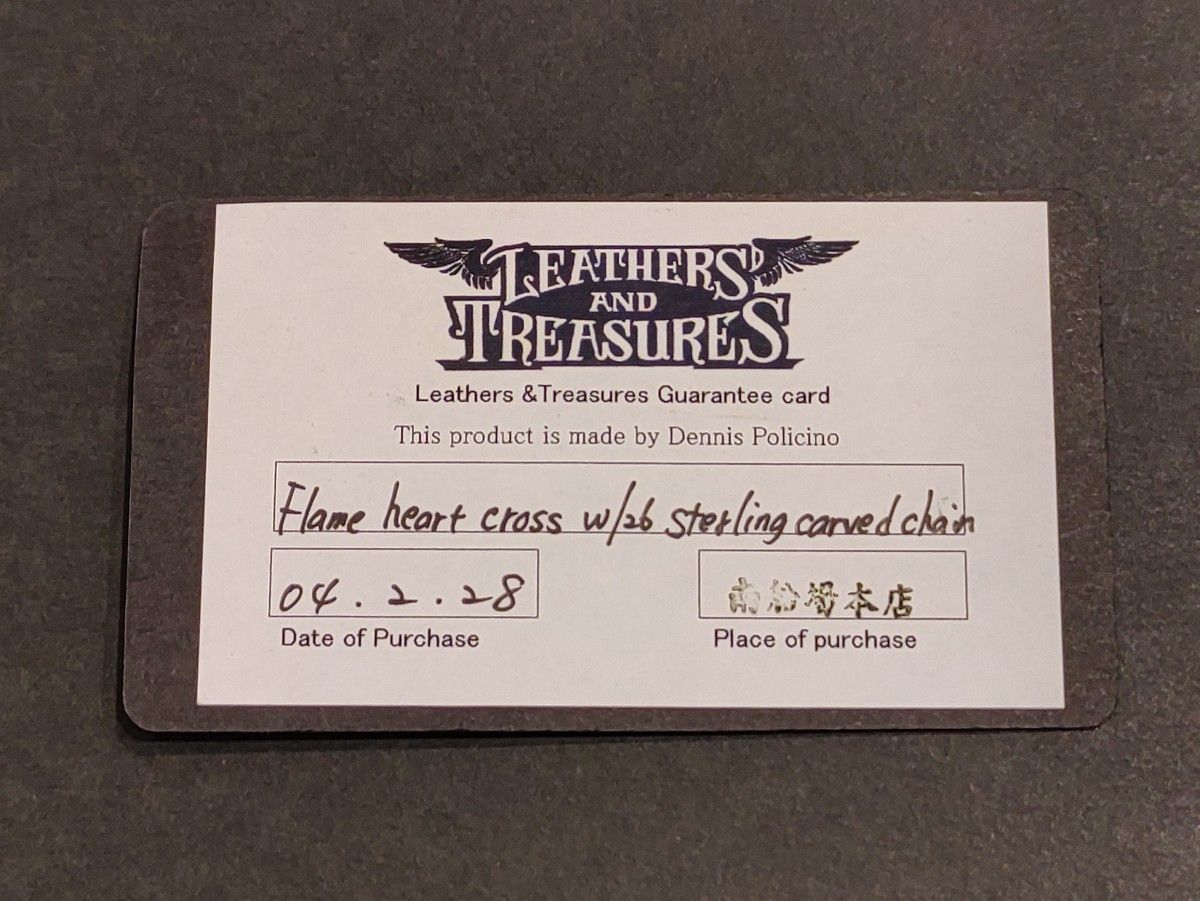 LEATHERS
AND
TREASURES
Leathers &Treasures Guarantee card
This product is made by Dennis Policino
Flame heart cross w/26 sterling carved chain
04.2.28
南船場本店
Date of Purchase
Place of purchase